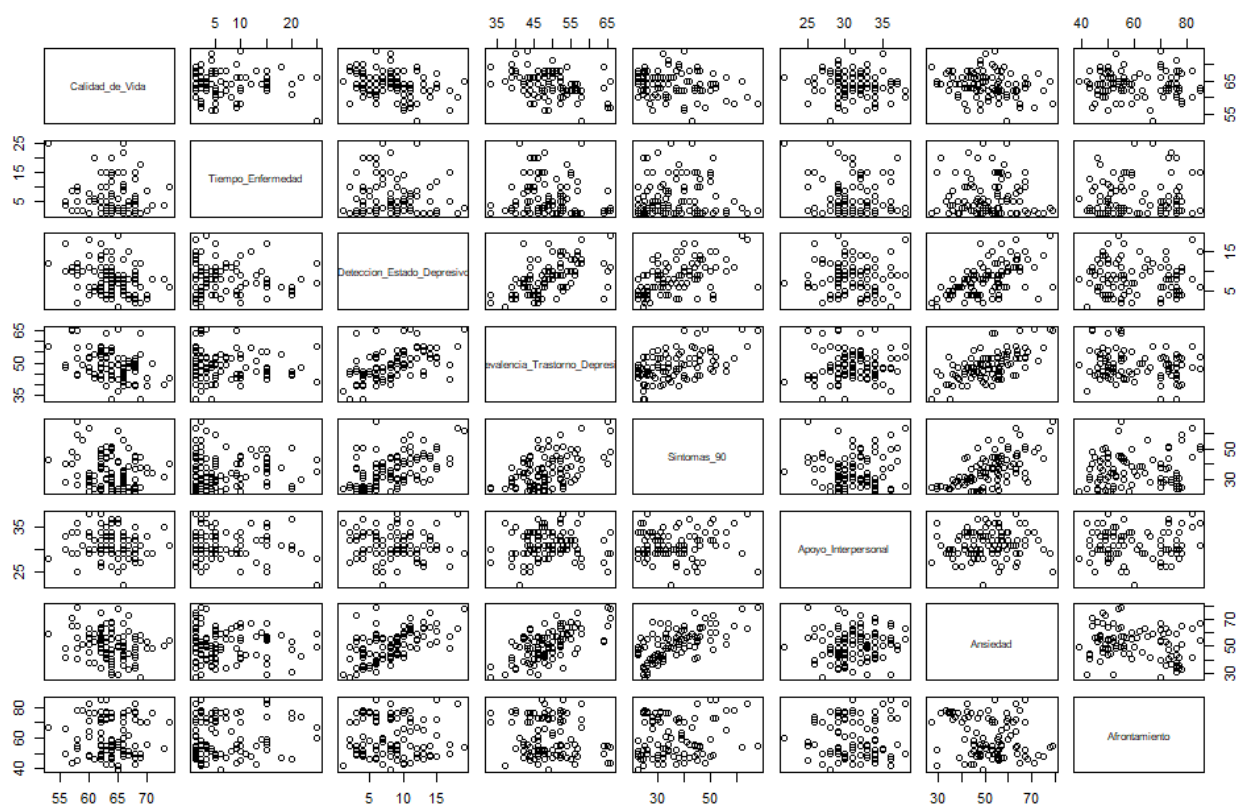 5 10 20 35 45 55 65 25 30 35 40 60 80
Calidad_de_Vida
55 65
5 15 25
Tiempo_Enfermedad
Deteccion_Estado_Depresivo
5 15
35 45 55 65
evalencia_Trastorno_Depresi
Sintomas_90
30 50
25 35
Apoyo_Interpersonal
Ansiedad
30 50 70
40 60 80
Afrontamiento
55 60 65 70 5 10 15 30 50 30 50 70